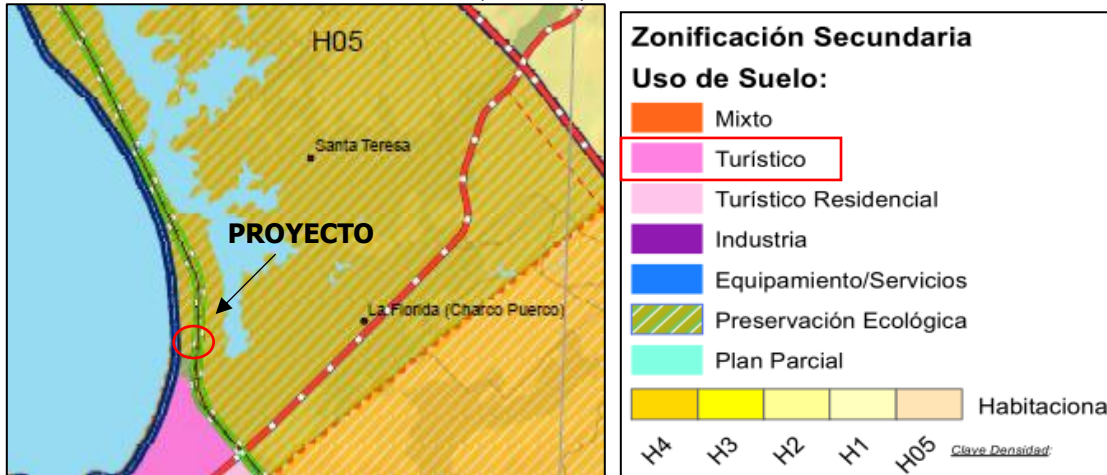 H05
Santa Teresa
PROYECTO
La Florida (Charco Puerco)
Zonificación Secundaria
Uso de Suelo:
Mixto
Turístico
Turístico Residencial
Industria
Equipamiento/Servicios
Preservación Ecológica
Plan Parcial
Habitaciona
H4 H3 H2 H1 H05 Clave Densidad: